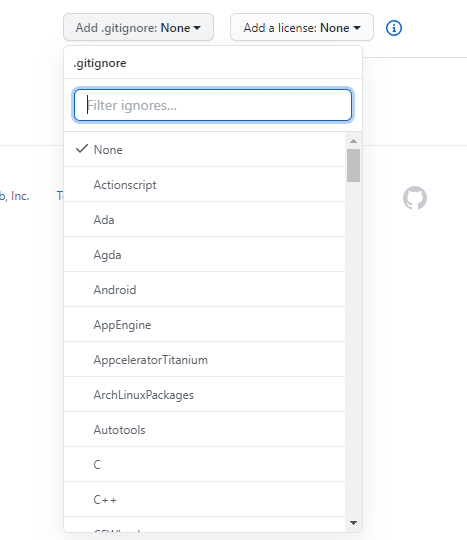 Add .gitignore: None Add a license: None
.gitignore
Filter ignores...
None
Actionscript
b, Inc.
Ada
Agda
Android
AppEngine
AppceleratorTitanium
ArchLinuxPackages
Autotools
C
C++